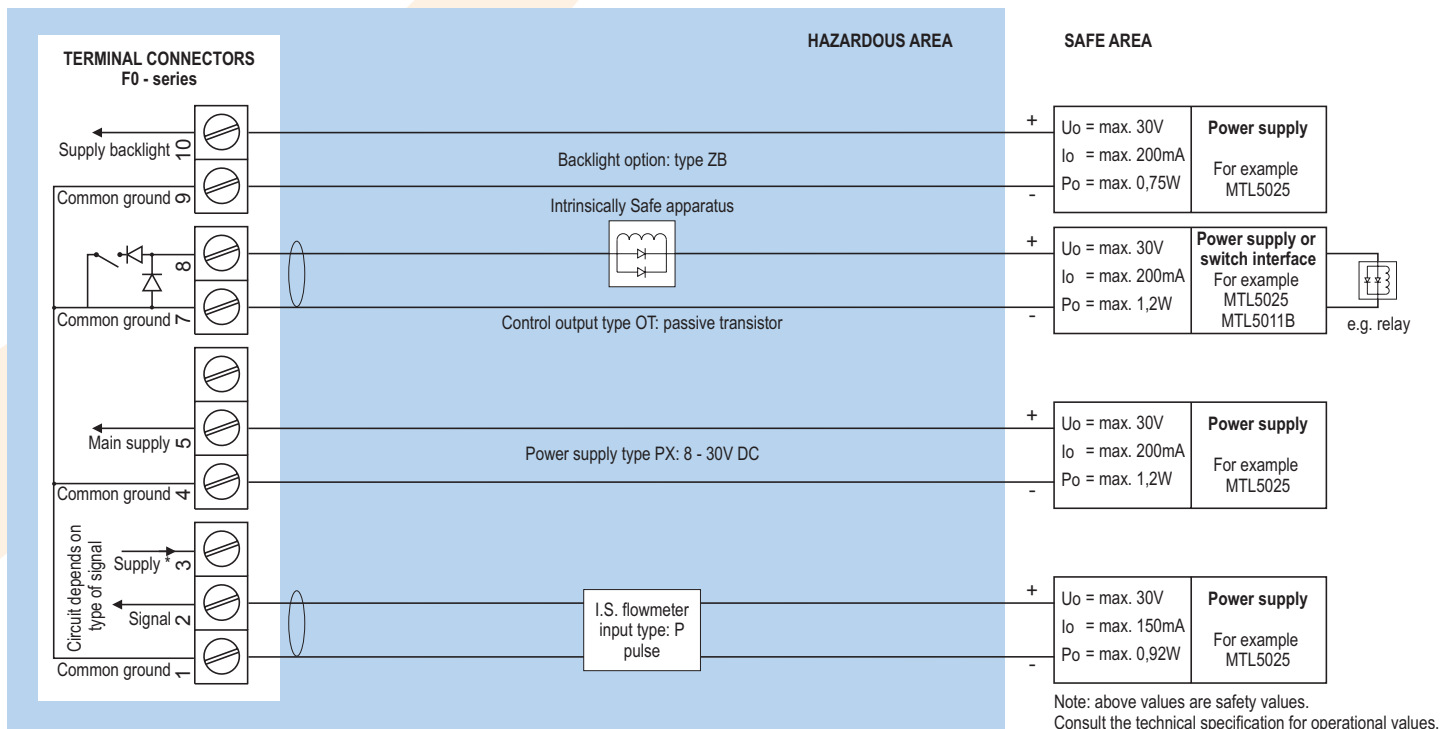 HAZARDOUS AREA
SAFE AREA
TERMINAL CONNECTORS
F0 - series
Supply backlight 10
Common ground 9
Backlight option: type ZB
+
-
Uo = max. 30V
Io = max. 200mA
Po = max. 0,75W
Power supply
For example
MTL5025
Intrinsically Safe apparatus
8
Common ground 7
Control output type OT: passive transistor
+
-
Uo = max. 30V
Io = max. 200mA
Po = max. 1,2W
Power supply or
switch interface
For example
MTL5025
MTL5011B
e.g. relay
Main supply 5
Common ground 4
Power supply type PX: 8 - 30V DC
+
-
Uo = max. 30V
Io = max. 200mA
Po = max. 1,2W
Power supply
For example
MTL5025
Circuit depends on
type of signal
Supply * 3
Signal 2
Common ground 1
I.S. flowmeter
input type: P
pulse
+
-
Uo = max. 30V
Io = max. 150mA
Po = max. 0,92W
Power supply
For example
MTL5025
Note: above values are safety values.
Consult the technical specification for operational values.